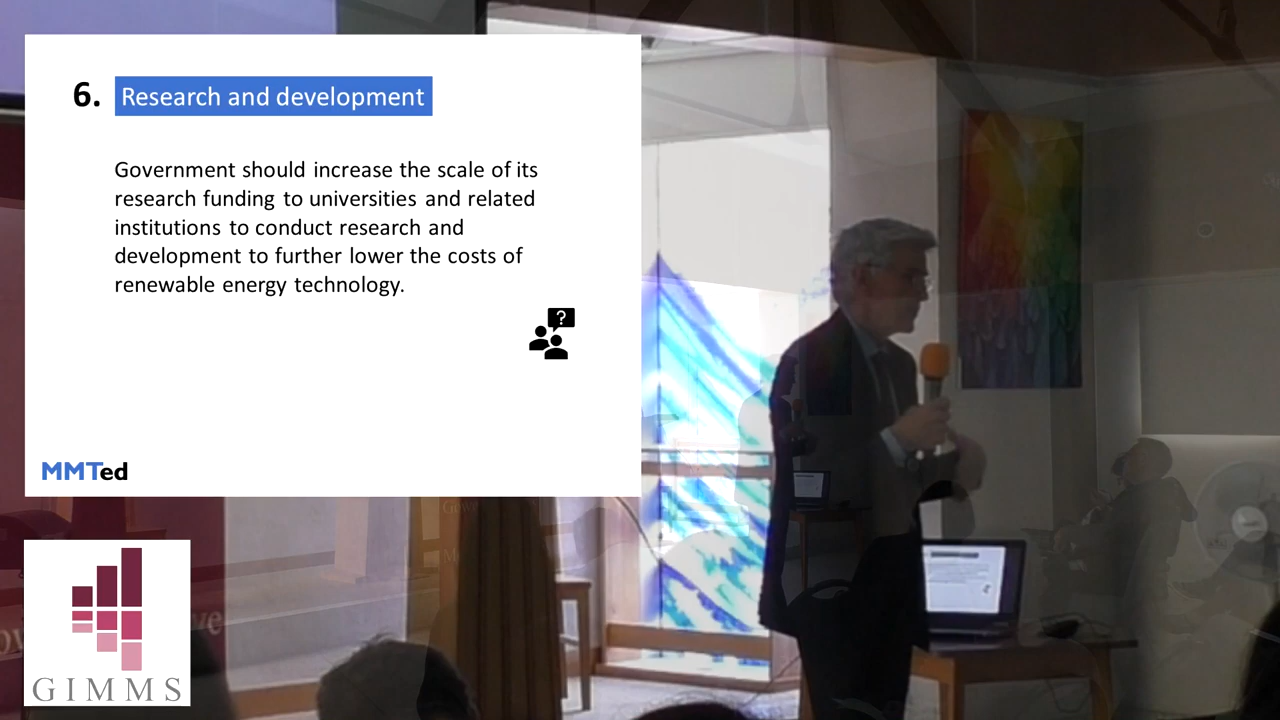 6. Research and development
Government should increase the scale of its
research funding to universities and related
institutions to conduct research and
development to further lower the costs of
renewable energy technology.
?
MMTed
GIMMS